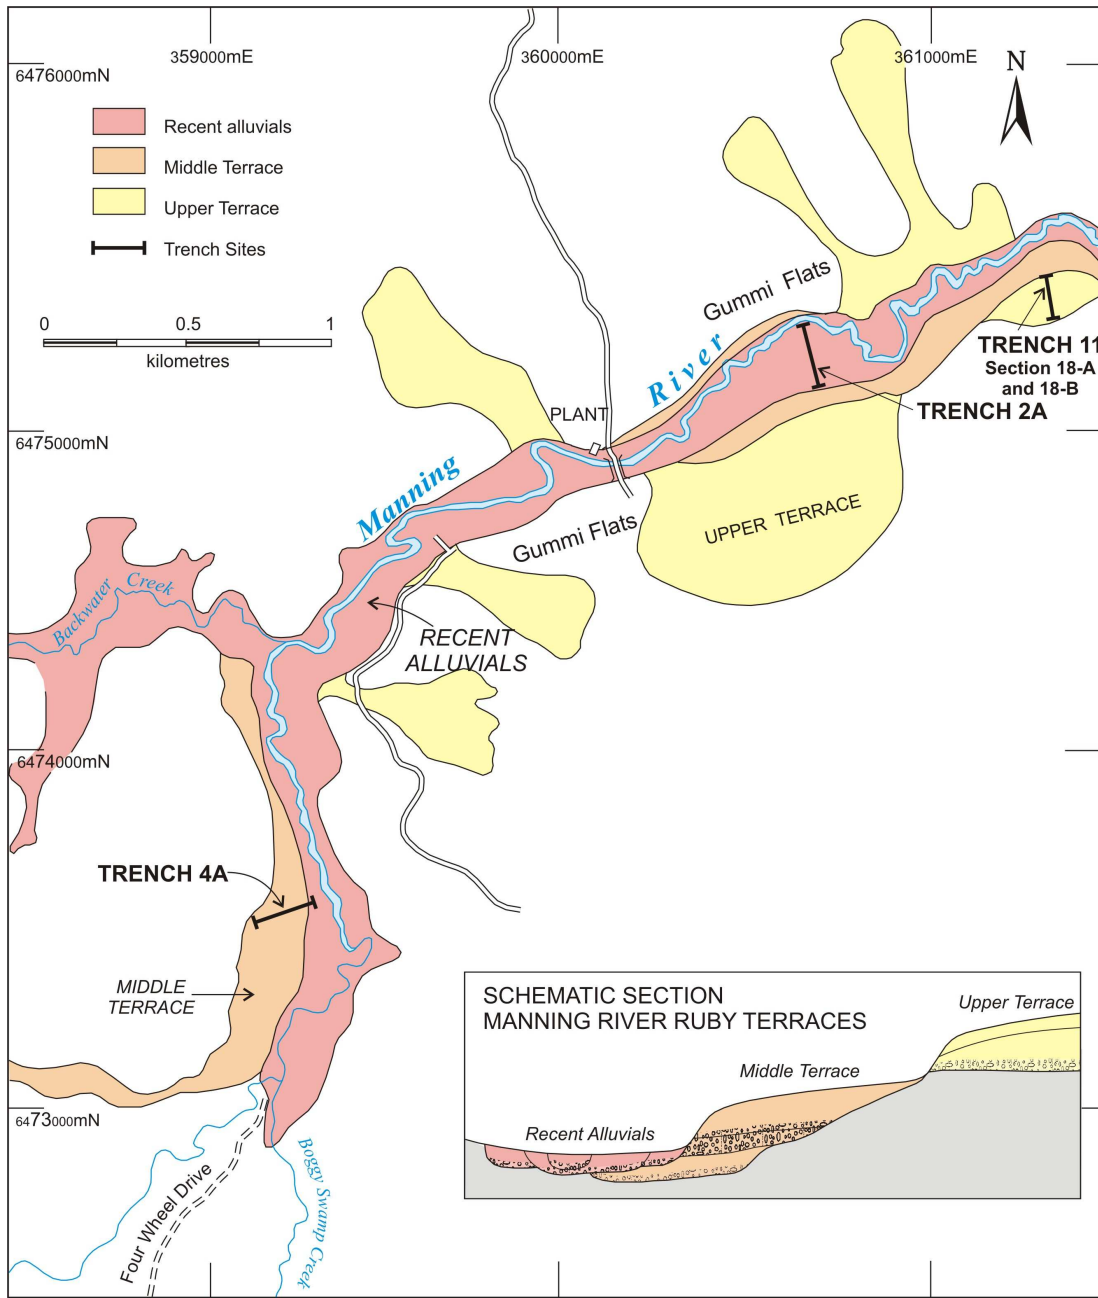 359000mE
360000mE
361000mE
6476000mN
N
Recent alluvials
Middle Terrace
Upper Terrace
Trench Sites
0 0.5 1
kilometres
Gummi Flats
River
TRENCH 11
Section 18-A
and 18-B
TRENCH 2A
PLANT
6475000mN
Manning
UPPER TERRACE
Gummi Flats
Backwater Creek
RECENT
ALLUVIALS
6474000mN
TRENCH 4A
MIDDLE
TERRACE
6473000mN
Four Wheel Drive
Boggy Swamp Creek
SCHEMATIC SECTION
MANNING RIVER RUBY TERRACES
Upper Terrace
Middle Terrace
Recent Alluvials